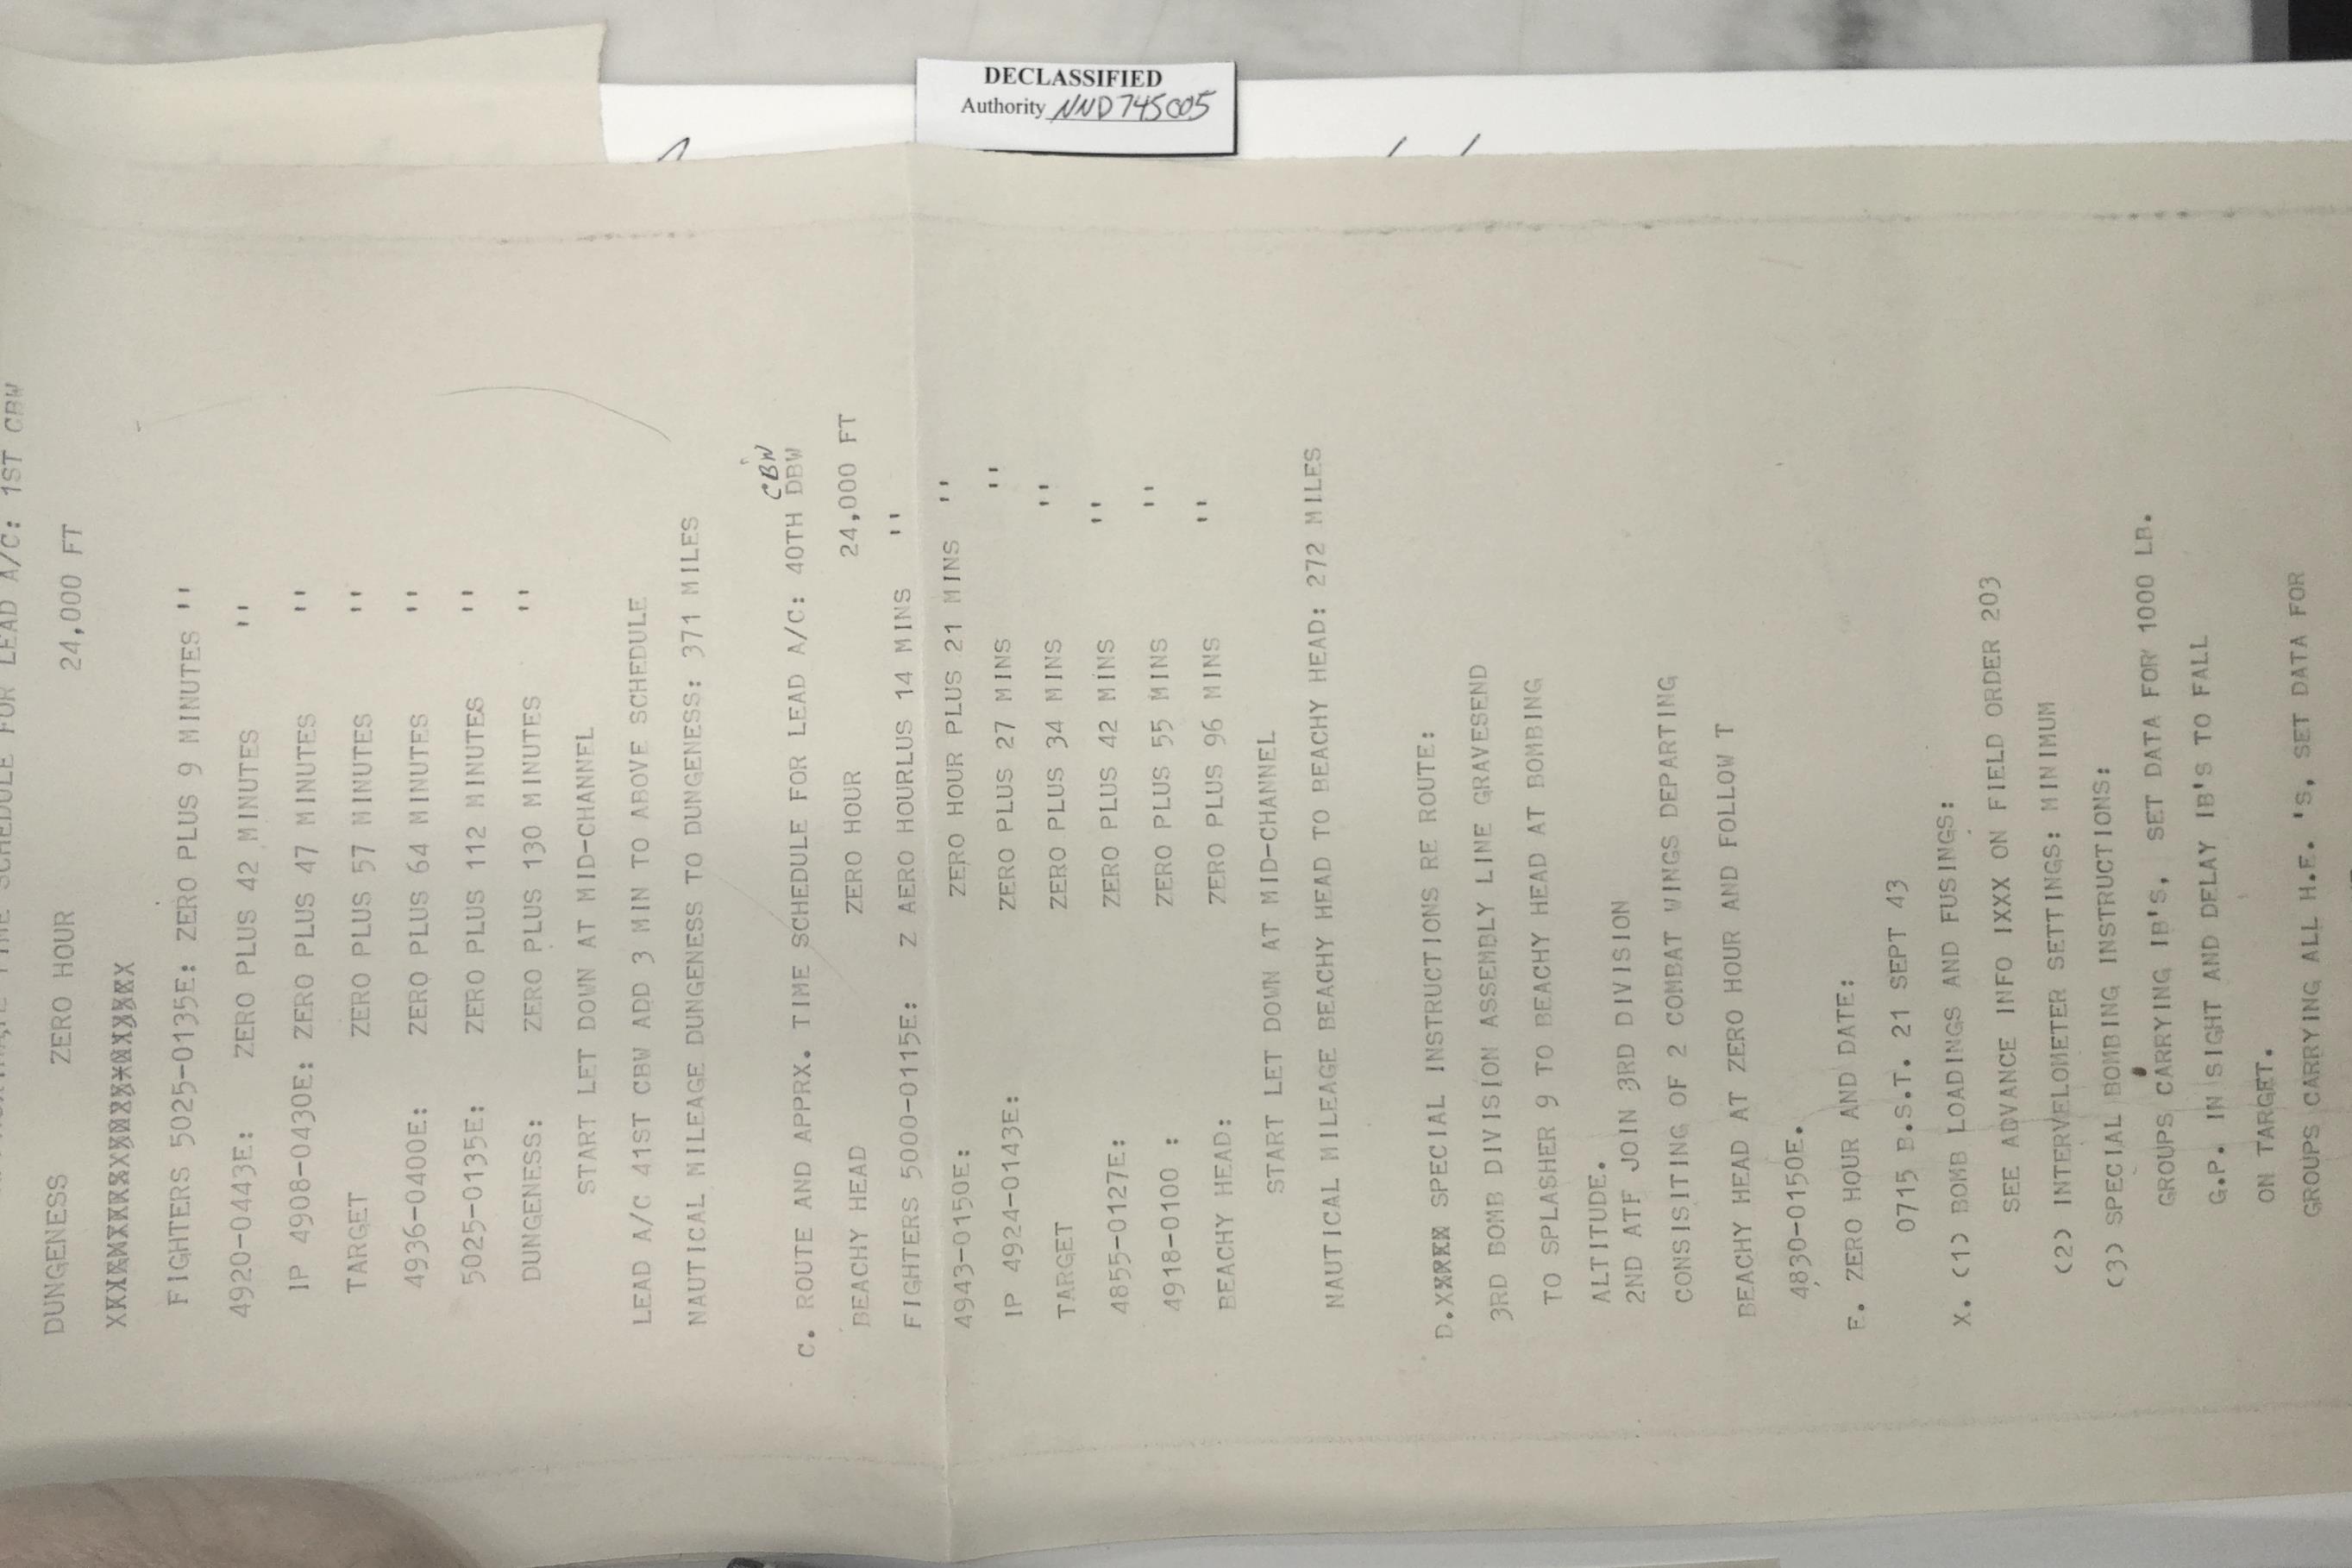 DECLASSIFIED
Authority NND 745005
SCHEDULE FOR LEAD A/C: 1ST CBW
DUNGENESS ZERO HOUR 24,000 FT
FIGHTERS 5025-0135E: ZERO PLUS 9 MINUTES ''
4920-0443E: ZERO PLUS 42 MINUTES ''
IP 4908-0430E: ZERO PLUS 47 MINUTES ''
TARGET ZERO PLUS 57 MINUTES ''
4936-0400E: ZERO PLUS 64 MINUTES ''
5025-0135E: ZERO PLUS 112 MINUTES ''
DUNGENESS: ZERO PLUS 130 MINUTES ''
START LET DOWN AT MID-CHANNEL
LEAD A/C 41ST CBW ADD 3 MIN TO ABOVE SCHEDULE
NAUTICAL MILEAGE DUNGENESS TO DUNGENESS: 371 MILES
CBW
C. ROUTE AND APPRX. TIME SCHEDULE FOR LEAD A/C: 40TH DBW
BEACHY HEAD ZERO HOUR 24,000 FT
FIGHTERS 5000-0115E: Z AERO HOURLUS 14 MINS ''
4943-0150E: ZERO HOUR PLUS 21 MINS ''
IP 4924-0143E: ZERO PLUS 27 MINS ''
TARGET ZERO PLUS 34 MINS ''
4855-0127E: ZERO PLUS 42 MINS ''
4918-0100 : ZERO PLUS 55 MINS ''
BEACHY HEAD: ZERO PLUS 96 MINS ''
START LET DOWN AT MID-CHANNEL
NAUTICAL MILEAGE BEACHY HEAD TO BEACHY HEAD: 272 MILES
D. SPECIAL INSTRUCTIONS RE ROUTE:
3RD BOMB DIVISION ASSEMBLY LINE GRAVESEND
TO SPLASHER 9 TO BEACHY HEAD AT BOMBING
ALTITUDE.
2ND ATF JOIN 3RD DIVISION
CONSISITING OF 2 COMBAT WINGS DEPARTING
BEACHY HEAD AT ZERO HOUR AND FOLLOW T
4830-0150E.
E. ZERO HOUR AND DATE:
0715 B.S.T. 21 SEPT 43
X. (1) BOMB LOADINGS AND FUSINGS:
SEE ADVANCE INFO IXXX ON FIELD ORDER 203
(2) INTERVELOMETER SETTINGS: MINIMUM
(3) SPECIAL BOMBING INSTRUCTIONS:
GROUPS CARRYING IB'S, SET DATA FOR 1000 LB.
G.P. IN SIGHT AND DELAY IB'S TO FALL
ON TARGET.
GROUPS CARRYING ALL H.E. 'S, SET DATA FOR